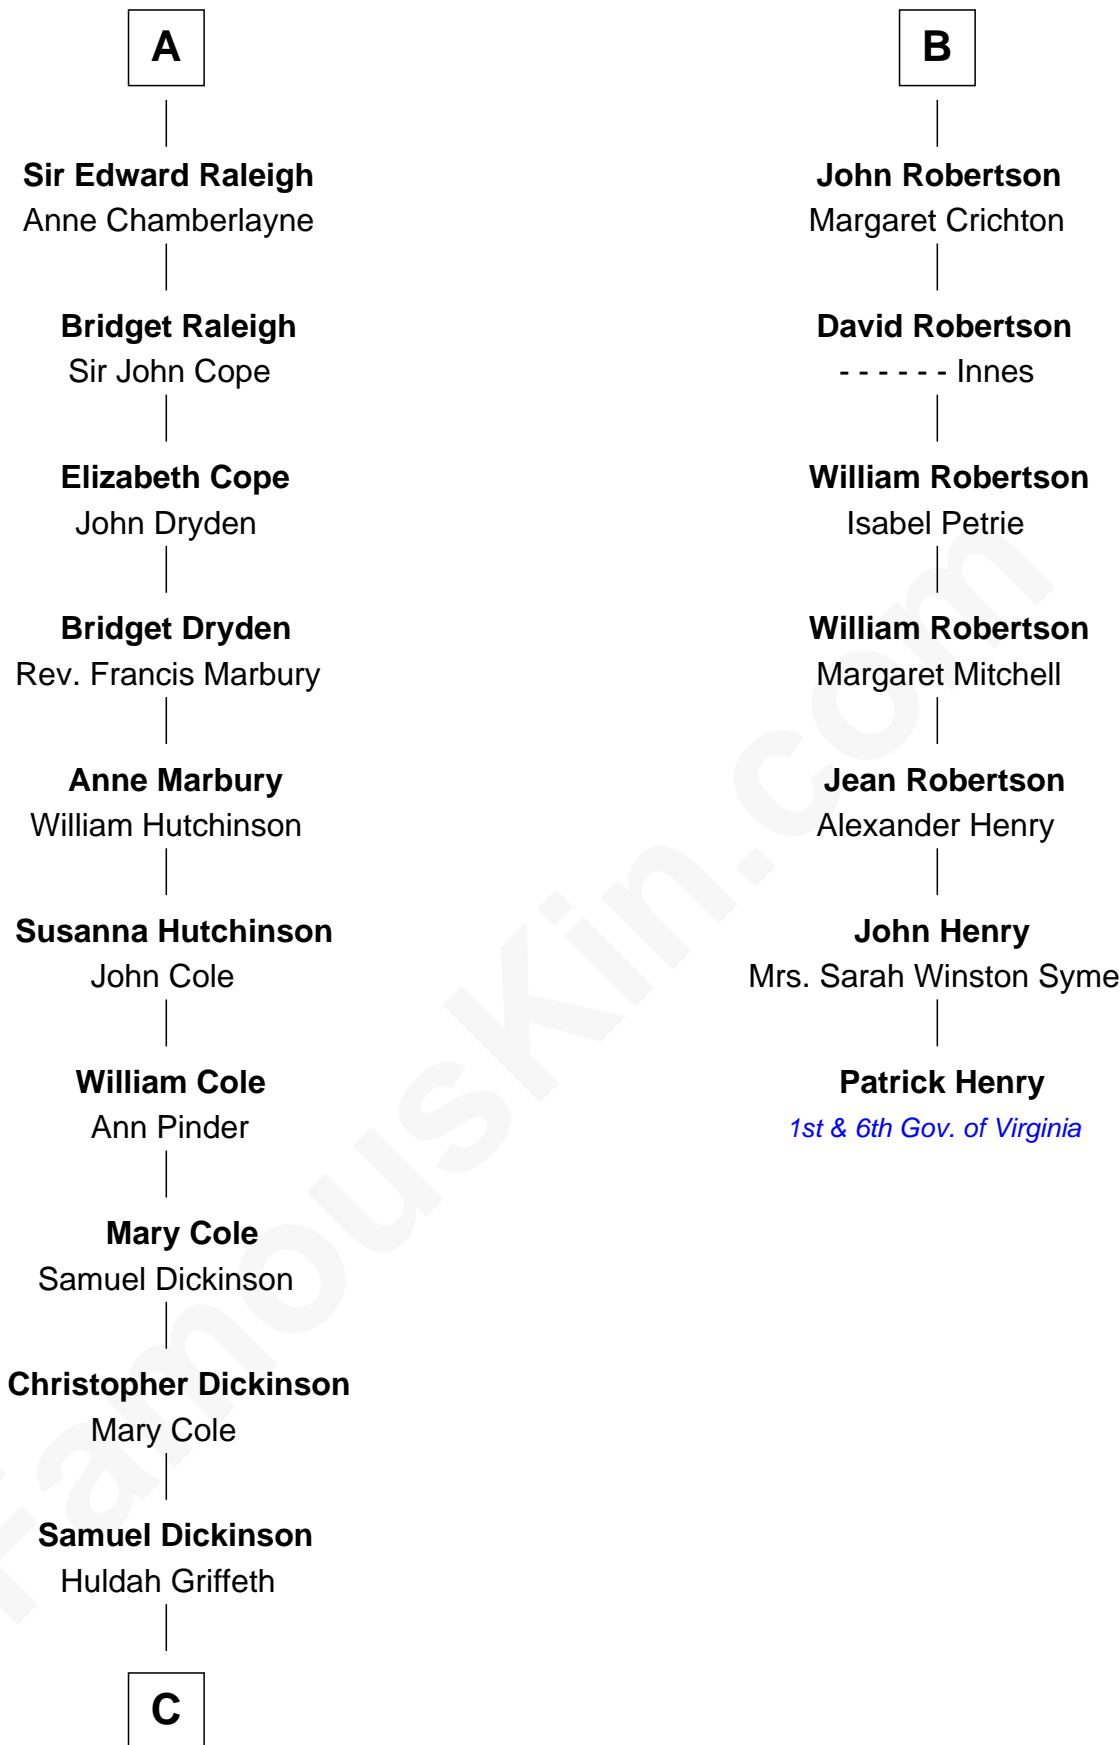 A
Sir Edward Raleigh
Anne Chamberlayne
Bridget Raleigh
Sir John Cope
Elizabeth Cope
John Dryden
Bridget Dryden
Rev. Francis Marbury
Anne Marbury
William Hutchinson
Susanna Hutchinson
John Cole
William Cole
Ann Pinder
Mary Cole
Samuel Dickinson
Christopher Dickinson
Mary Cole
Samuel Dickinson
Huldah Griffeth
C
B
John Robertson
Margaret Crichton
David Robertson
- - - - - - Innes
William Robertson
Isabel Petrie
William Robertson
Margaret Mitchell
Jean Robertson
Alexander Henry
John Henry
Mrs. Sarah Winston Syme
Patrick Henry
1st & 6th Gov. of Virginia
FamousKin.com